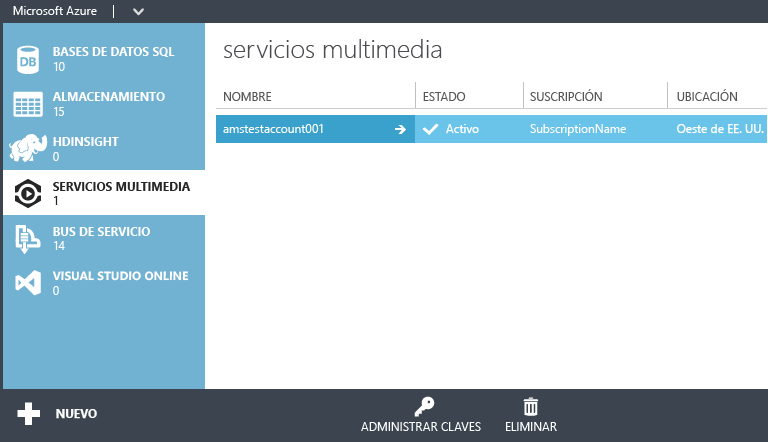 Microsoft Azure
DB
BASES DE DATOS SQL
10
ALMACENAMIENTO
15
HDINSIGHT
0
SERVICIOS MULTIMEDIA
1
BUS DE SERVICIO
14
VISUAL STUDIO ONLINE
0
servicios multimedia
NOMBRE ESTADO SUSCRIPCIÓN UBICACIÓN
amstestaccount001 Activo SubscriptionName Oeste de EE. UU.
NUEVO
ADMINISTRAR CLAVES
ELIMINAR